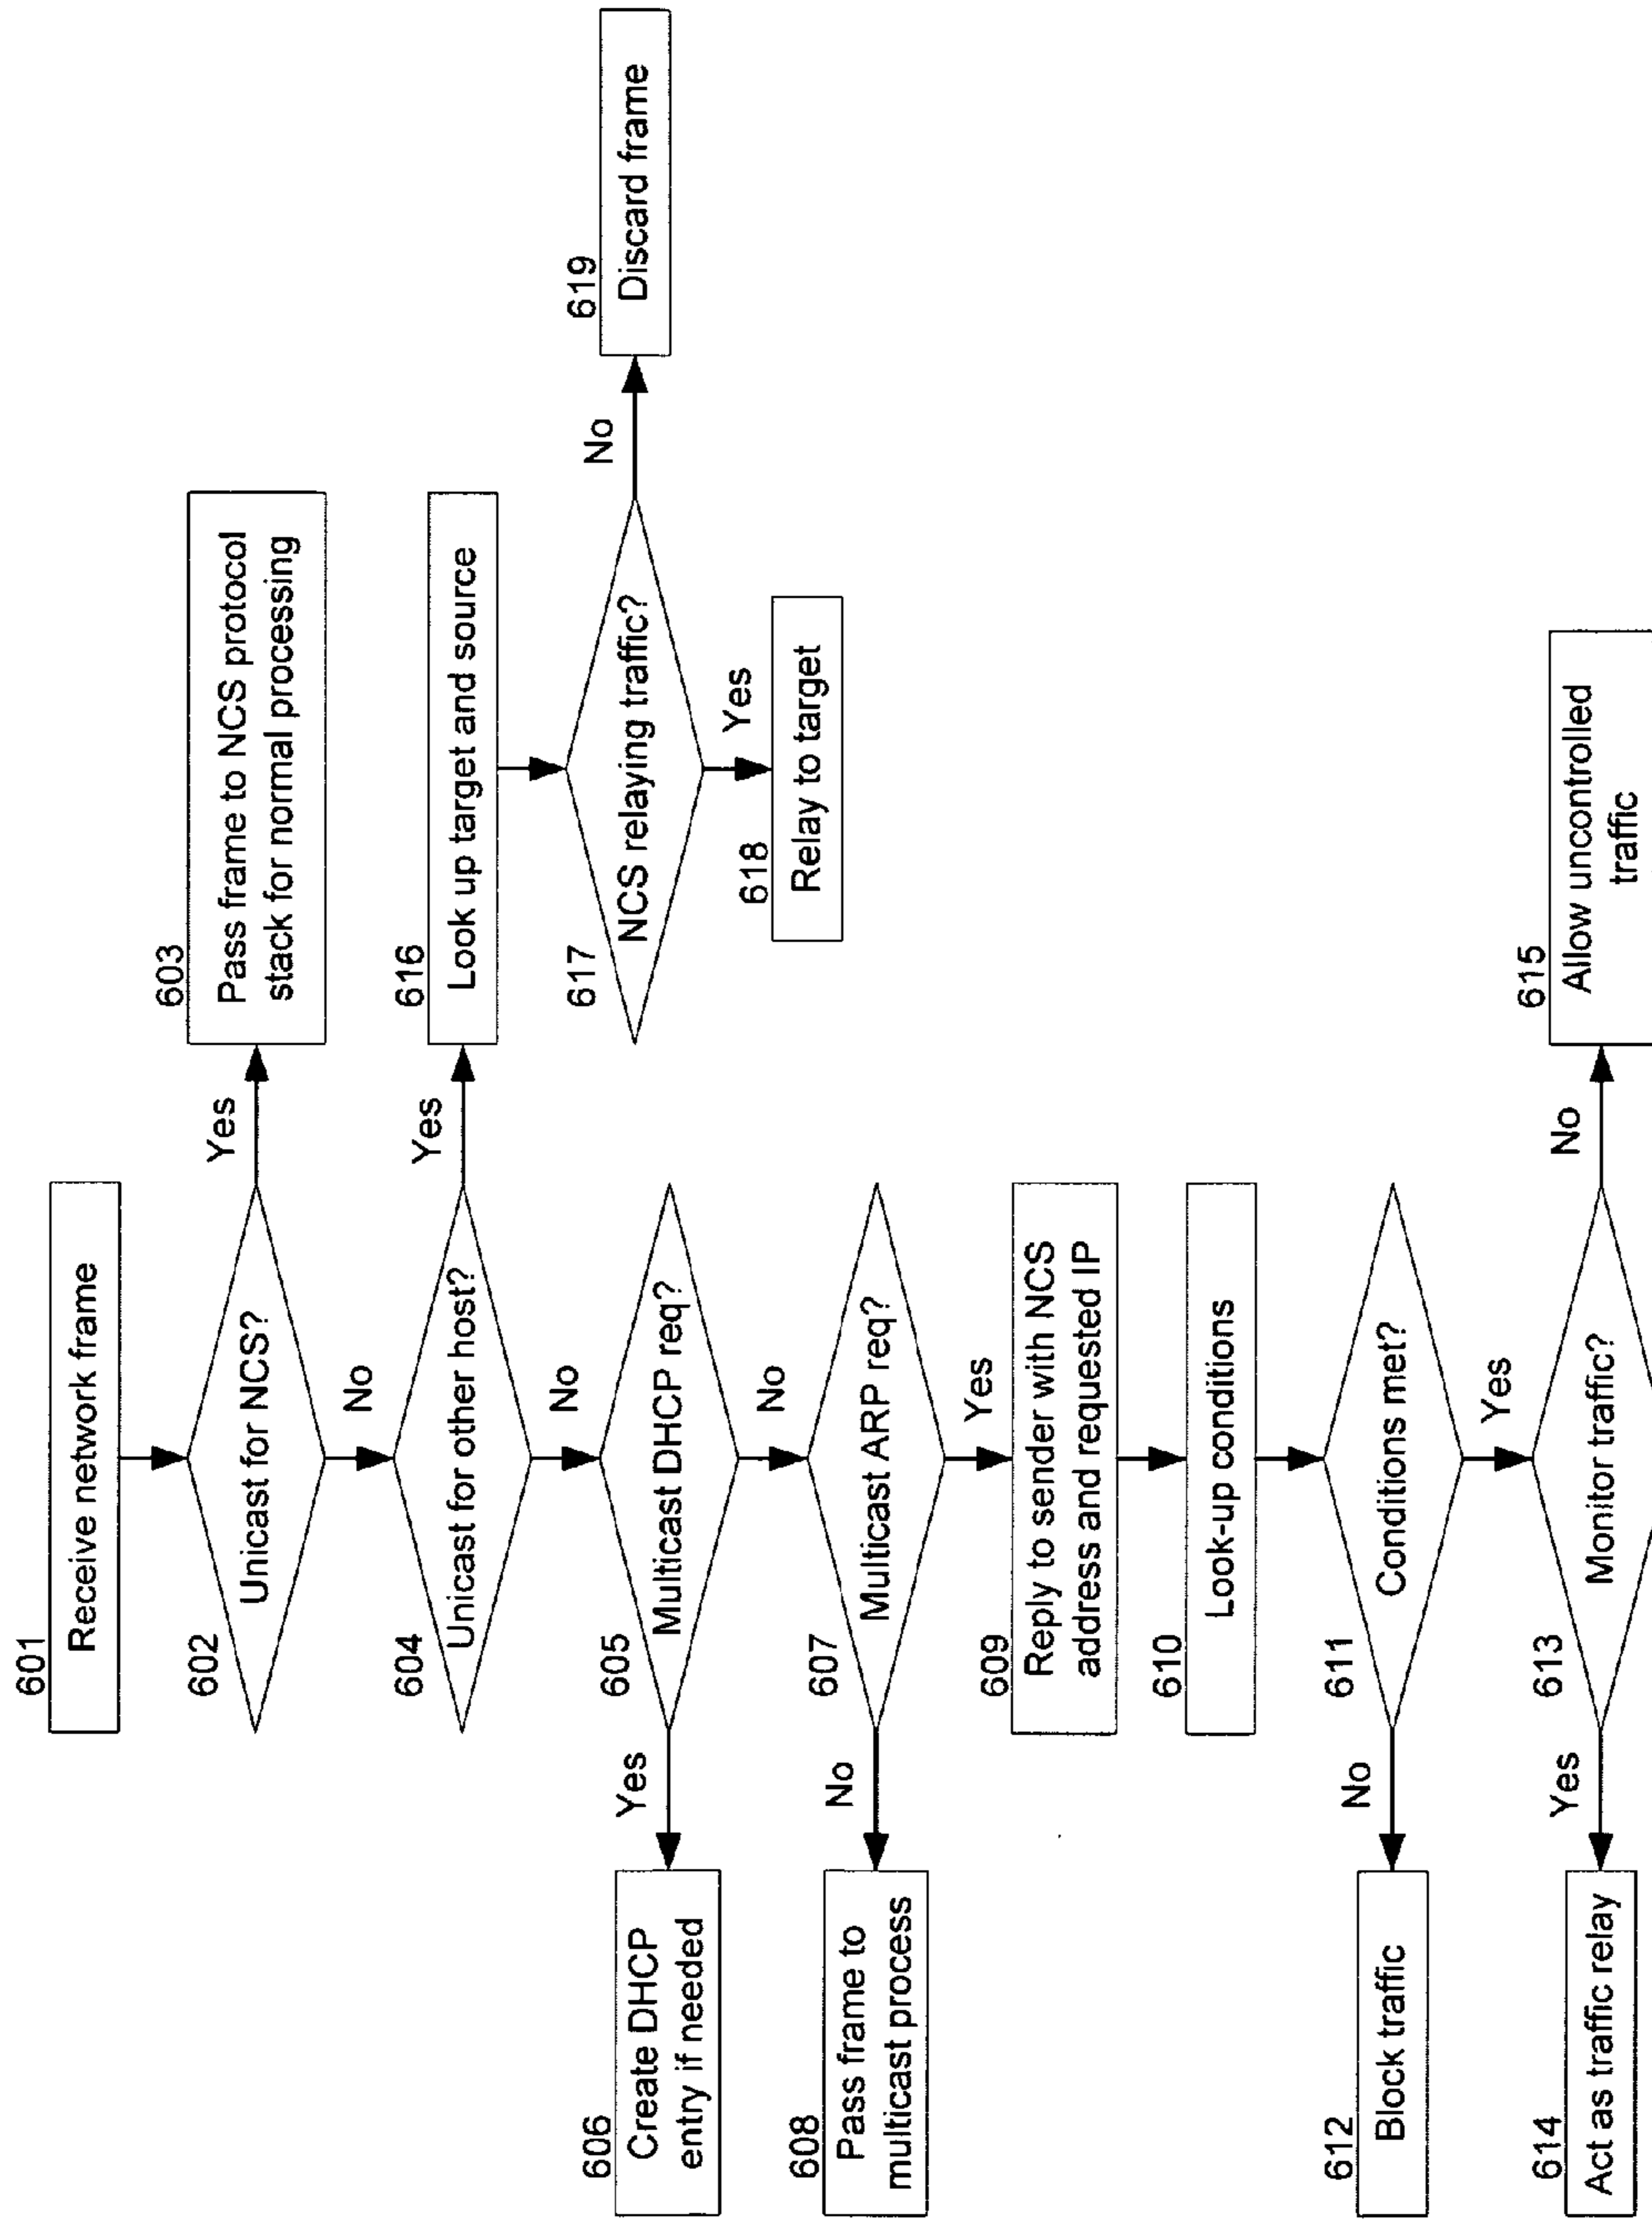 601
Receive network frame
602
Unicast for NCS?
Yes
603
Pass frame to NCS protocol
stack for normal processing
No
604
Unicast for other host?
Yes
616
Look up target and source
617
NCS relaying traffic?
No
619
Discard frame
Yes
618
Relay to target
No
605
Multicast DHCP req?
Yes
606
Create DHCP
entry if needed
No
607
Multicast ARP req?
No
608
Pass frame to
multicast process
Yes
609
Reply to sender with NCS
address and requested IP
610
Look-up conditions
611
Conditions met?
No
612
Block traffic
Yes
613
Monitor traffic?
Yes
614
Act as traffic relay
No
615
Allow uncontrolled
traffic